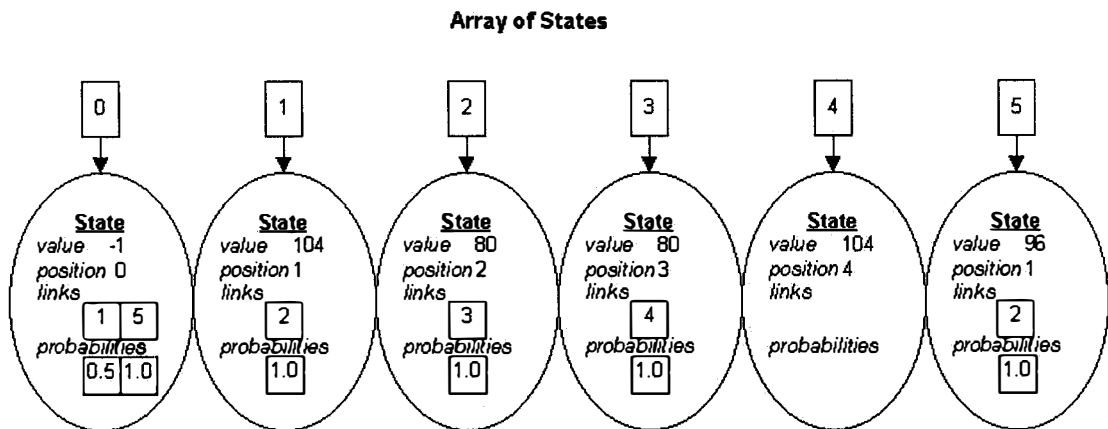 Array of States
0 1 2 3 4 5
State State State State State State
value -1 value 104 value 80 value 80 value 104 value 96
position 0 position 1 position 2 position 3 position 4 position 1
links links links links links links
1 5 2 3 4 2
probabilities probabilities probabilities probabilities probabilities probabilities
0.5 1.0 1.0 1.0 1.0 1.0